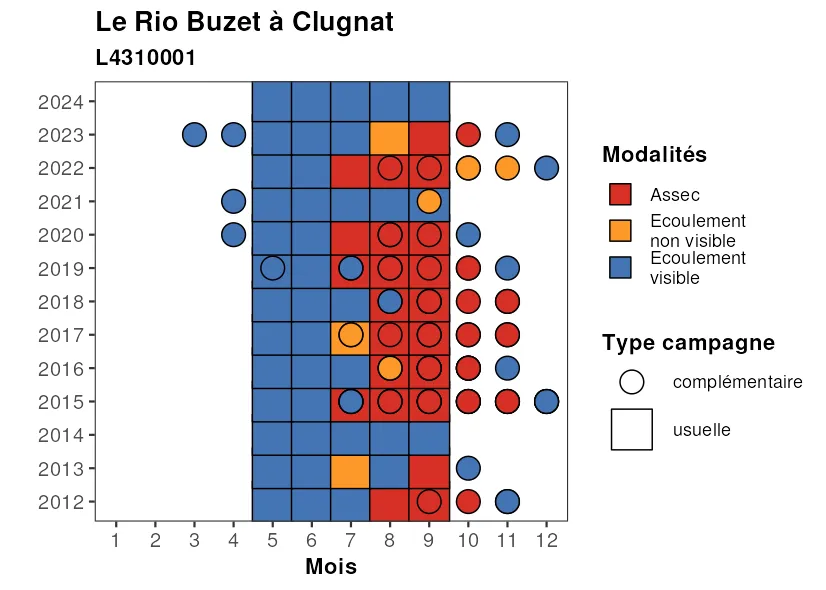 Le Rio Buzet à Clugnat
L4310001
2024
2023
2022
2021
2020
2019
2018
2017
2016
2015
2014
2013
2012
1 2 3 4 5 6 7 8 9 10 11 12
Mois
Modalités
Assec
Ecoulement
non visible
Ecoulement
visible
Type campagne
complémentaire
usuelle